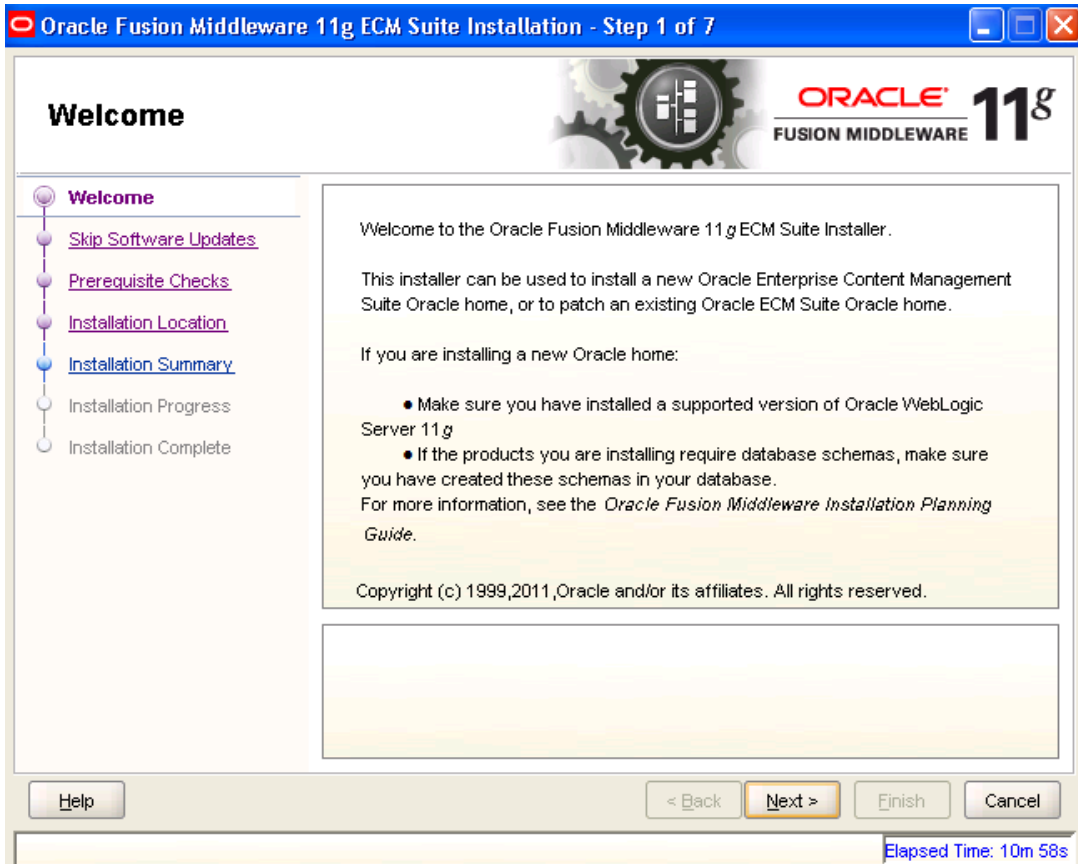 Oracle Fusion Middleware 11g ECM Suite Installation - Step 1 of 7
Welcome
ORACLE
FUSION MIDDLEWARE 11g
Welcome
Skip Software Updates
Prerequisite Checks
Installation Location
Installation Summary
Installation Progress
Installation Complete
Welcome to the Oracle Fusion Middleware 11g ECM Suite Installer.
This installer can be used to install a new Oracle Enterprise Content Management
Suite Oracle home, or to patch an existing Oracle ECM Suite Oracle home.
If you are installing a new Oracle home:
● Make sure you have installed a supported version of Oracle WebLogic
Server 11g
● If the products you are installing require database schemas, make sure
you have created these schemas in your database.
For more information, see the Oracle Fusion Middleware Installation Planning
Guide.
Copyright (c) 1999,2011,Oracle and/or its affiliates. All rights reserved.
Help
< Back
Next >
Finish
Cancel
Elapsed Time: 10m 58s